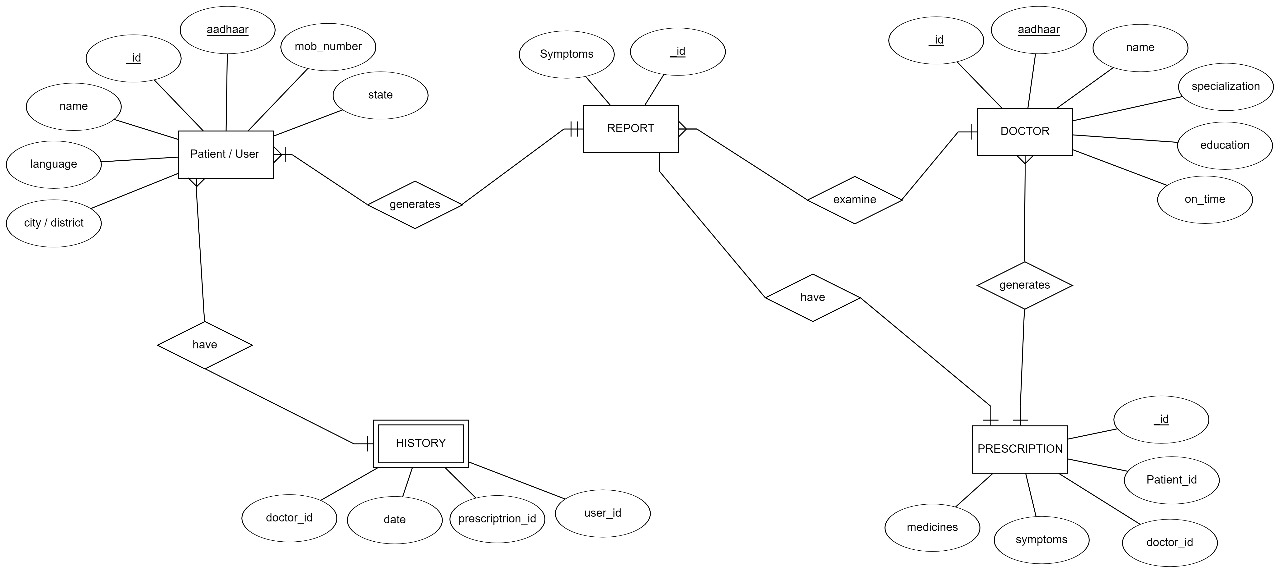 aadhaar
mob_number
_id
state
name
Patient / User
language
city / district
generates
Symptoms
_id
REPORT
examine
_id
aadhaar
name
specialization
DOCTOR
education
on_time
have
generates
have
HISTORY
doctor_id
date
prescriptrion_id
user_id
_id
PRESCRIPTION
Patient_id
medicines
symptoms
doctor_id